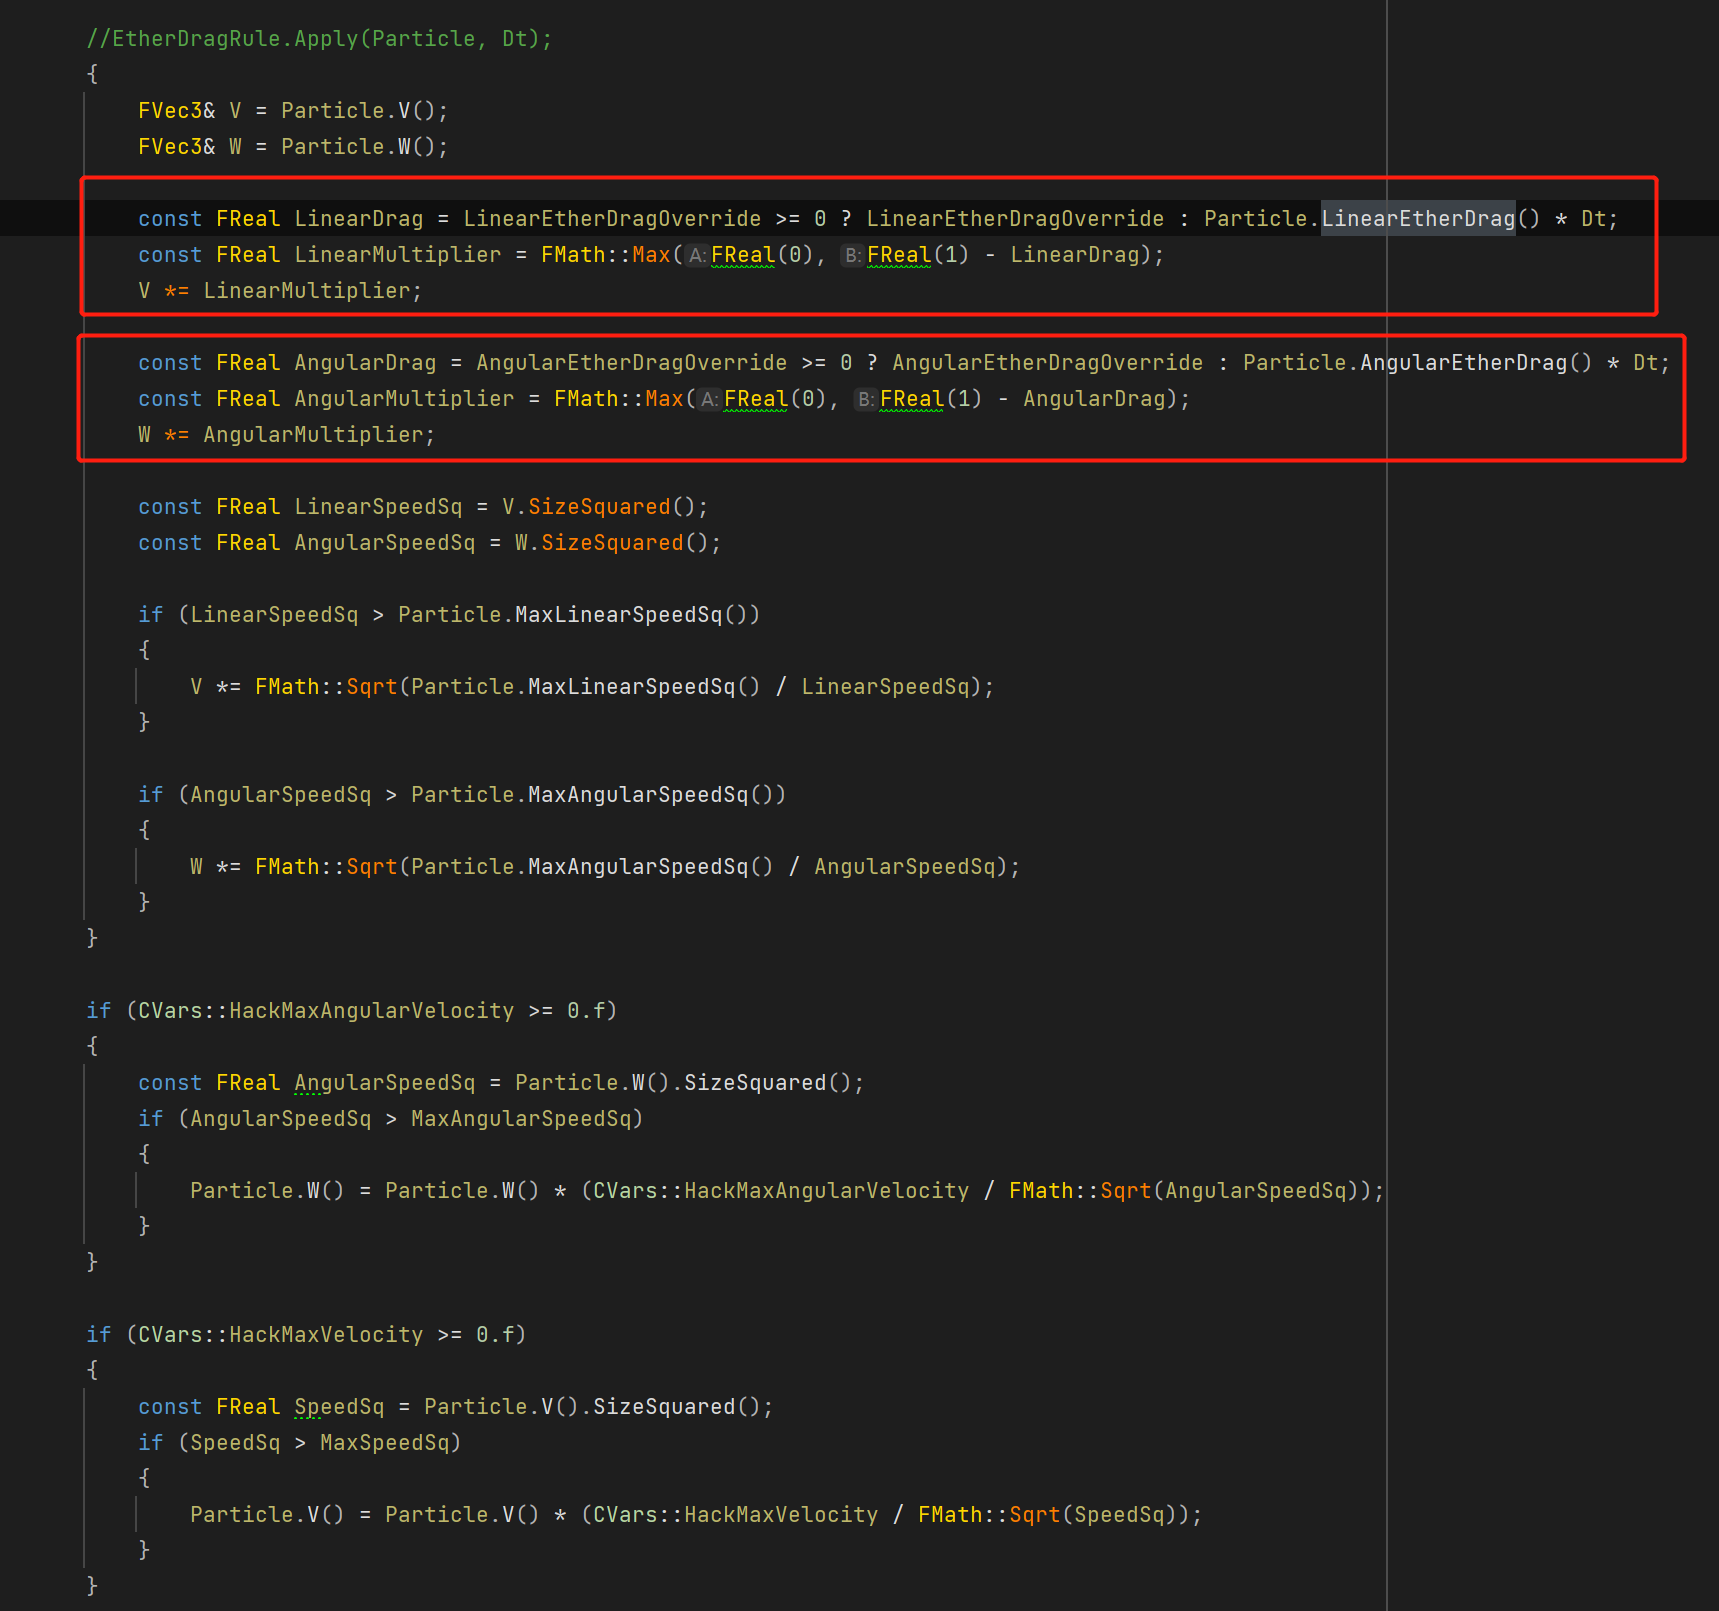 //EtherDragRule.Apply(Particle, Dt);
{
FVec3& V = Particle.V();
FVec3& W = Particle.W();
const FReal LinearDrag = LinearEtherDragOverride >= 0 ? LinearEtherDragOverride : Particle.LinearEtherDrag() * Dt;
const FReal LinearMultiplier = FMath::Max(A:FReal(0), B:FReal(1) - LinearDrag);
V *= LinearMultiplier;
const FReal AngularDrag = AngularEtherDragOverride >= 0 ? AngularEtherDragOverride : Particle.AngularEtherDrag() * Dt;
const FReal AngularMultiplier = FMath::Max(A:FReal(0), B:FReal(1) - AngularDrag);
W *= AngularMultiplier;
const FReal LinearSpeedSq = V.SizeSquared();
const FReal AngularSpeedSq = W.SizeSquared();
if (LinearSpeedSq > Particle.MaxLinearSpeedSq())
{
V *= FMath::Sqrt(Particle.MaxLinearSpeedSq() / LinearSpeedSq);
}
if (AngularSpeedSq > Particle.MaxAngularSpeedSq())
{
W *= FMath::Sqrt(Particle.MaxAngularSpeedSq() / AngularSpeedSq);
}
}
if (CVars::HackMaxAngularVelocity >= 0.f)
{
const FReal AngularSpeedSq = Particle.W().SizeSquared();
if (AngularSpeedSq > MaxAngularSpeedSq)
{
Particle.W() = Particle.W() * (CVars::HackMaxAngularVelocity / FMath::Sqrt(AngularSpeedSq));
}
}
if (CVars::HackMaxVelocity >= 0.f)
{
const FReal SpeedSq = Particle.V().SizeSquared();
if (SpeedSq > MaxSpeedSq)
{
Particle.V() = Particle.V() * (CVars::HackMaxVelocity / FMath::Sqrt(SpeedSq));
}
}